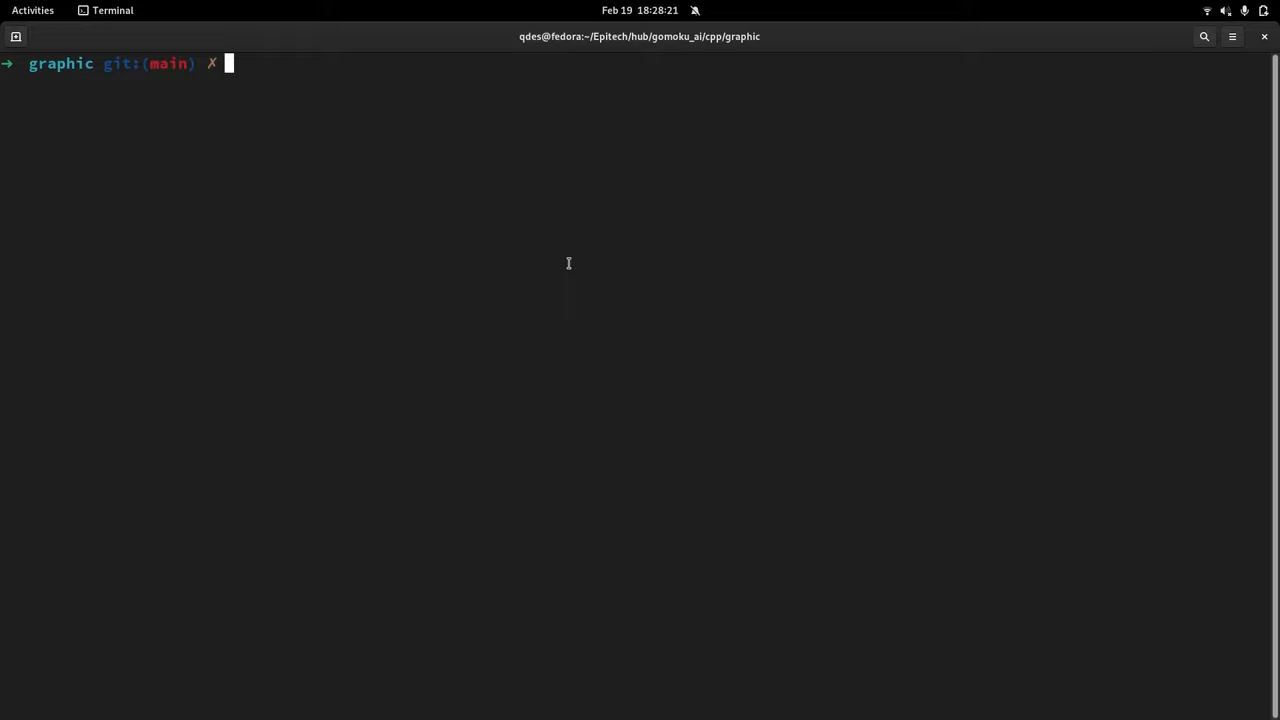 Activities Terminal Feb 19 18:28:21
qdes@fedora:~/Epitech/hub/gomoku_ai/cpp/graphic
→ graphic git:(main) ✗